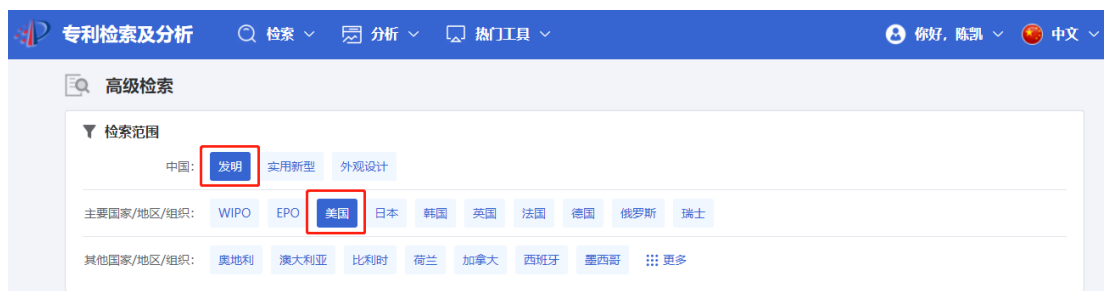 专利检索及分析 检索 分析 热门工具 你好, 陈凯 中文
高级检索
检索范围
中国: 发明 实用新型 外观设计
主要国家/地区/组织: WIPO EPO 美国 日本 韩国 英国 法国 德国 俄罗斯 瑞士
其他国家/地区/组织: 奥地利 澳大利亚 比利时 荷兰 加拿大 西班牙 墨西哥 更多